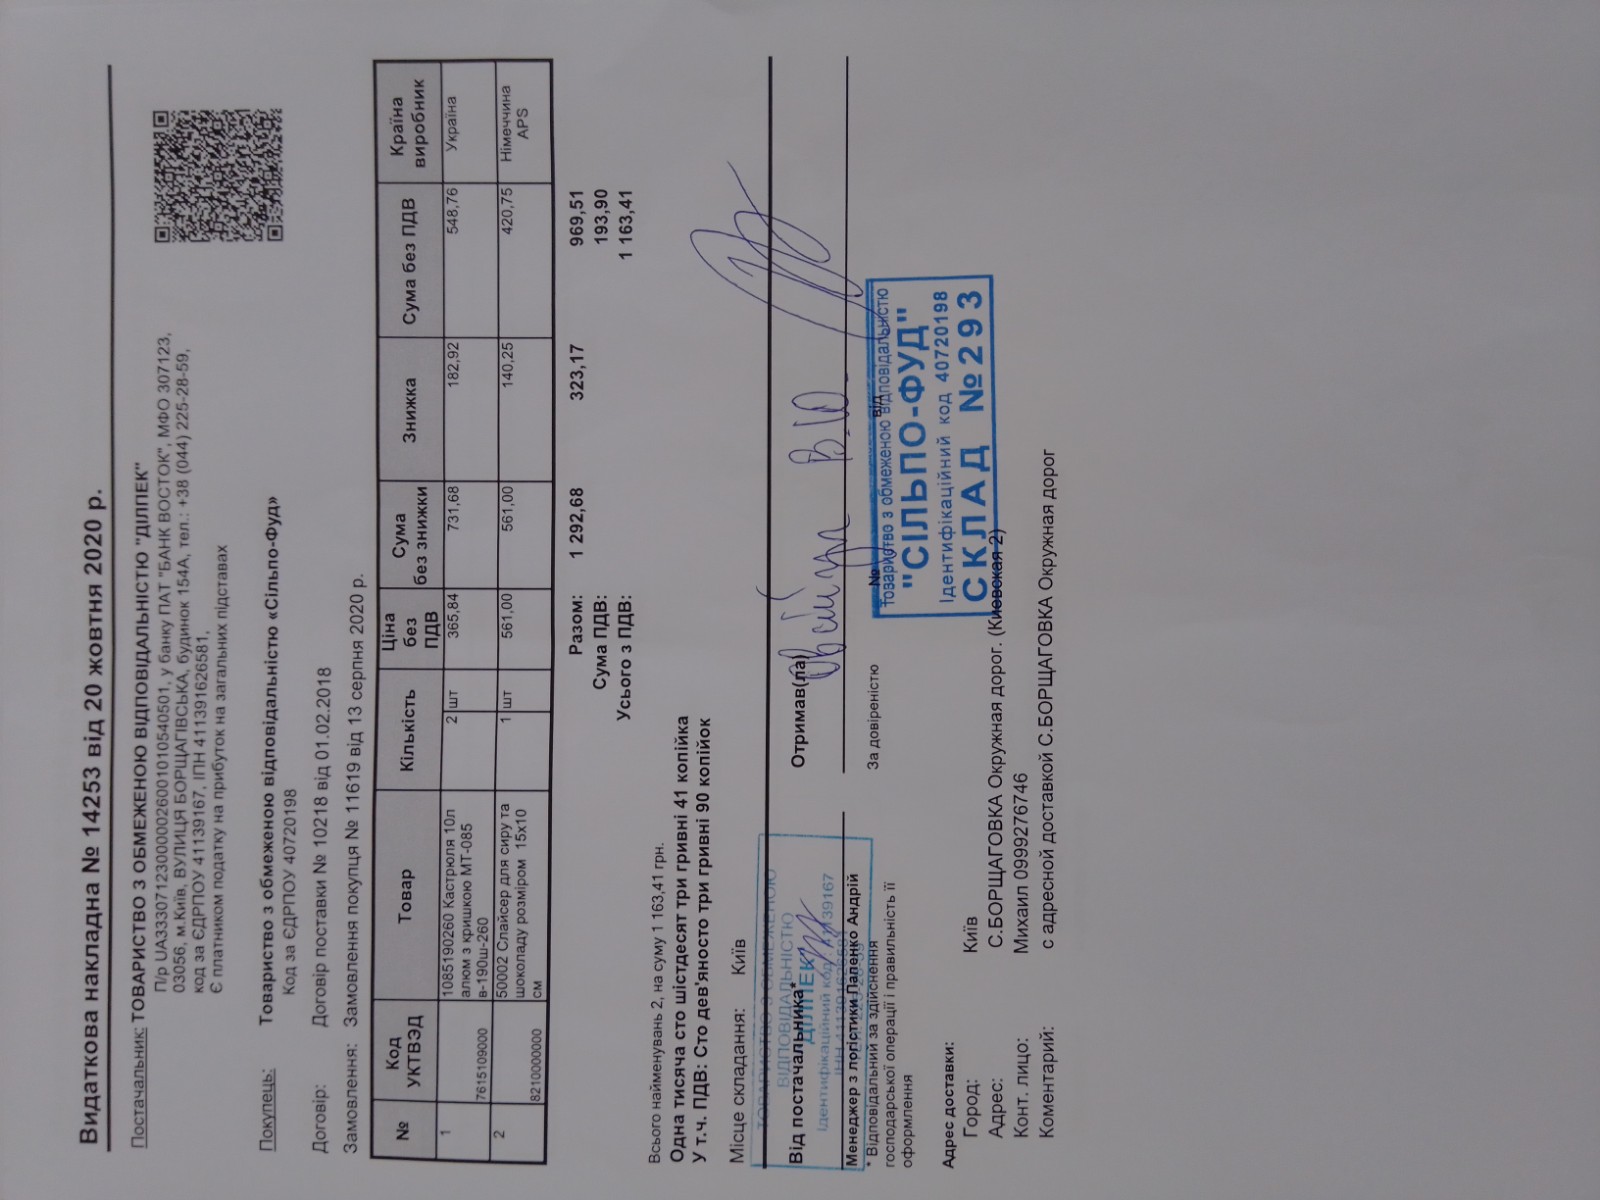 Видаткова накладна № 14253 від 20 жовтня 2020 р.
Постачальник: ТОВАРИСТВО З ОБМЕЖЕНОЮ ВІДПОВІДАЛЬНІСТЮ "ДІЛПЕК"
П/р UA333071230000026001010540501, у банку ПАТ "БАНК ВОСТОК", МФО 307123,
03056, м.Київ, ВУЛИЦЯ БОРЩАГІВСЬКА, будинок 154А, тел.: +38 (044) 225-28-59,
код за ЄДРПОУ 41139167, ІПН 411391626581,
Є платником податку на прибуток на загальних підставах
Покупець: Товариство з обмеженою відповідальністю «Сільпо-Фуд»
Код за ЄДРПОУ 40720198
Договір: Договір поставки № 10218 від 01.02.2018
Замовлення: Замовлення покупця № 11619 від 13 серпня 2020 р.
№ Код УКТВЭД Товар Кількість Ціна без ПДВ Сума без знижки Знижка Сума без ПДВ Країна виробник
1 7615109000 1085190260 Кастрюля 10л 2 шт 365,84 731,68 182,92 548,76 Україна
алюм з кришкою МТ-085
в-190ш-260
2 8210000000 50002 Слайсер для сиру та 1 шт 561,00 561,00 140,25 420,75 Німеччина APS
шоколаду розміром 15х10
см
Разом: 1 292,68 323,17 969,51
Сума ПДВ: 193,90
Усього з ПДВ: 1 163,41
Всього найменувань 2, на суму 1 163,41 грн.
Одна тисяча сто шістдесят три гривні 41 копійка
У т.ч. ПДВ: Сто дев'яносто три гривні 90 копійок
Місце складання: Київ
ТОВАРИСТВО З ОБМЕЖЕНОЮ
ВІДПОВІДАЛЬНІСТЮ
"ДІЛПЕК"
Ідентифікаційний код: 41139167
ІПН 411391626581
Від постачальника* Отримав(ла)
Менеджер з логістики Лапенко Андрій
* Відповідальний за здійснення
господарської операції і правильність її
оформлення
За довіреністю № від
Товариство з обмеженою відповідальністю
"СІЛЬПО-ФУД"
Ідентифікаційний код 40720198
СКЛАД №293
Адрес доставки:
Город: Київ
Адрес: С.БОРЩАГОВКА Окружная дорог. (Киевская 2)
Конт. лицо: Михаил 0999276746
Коментарий: с адресной доставкой С.БОРЩАГОВКА Окружная дорог